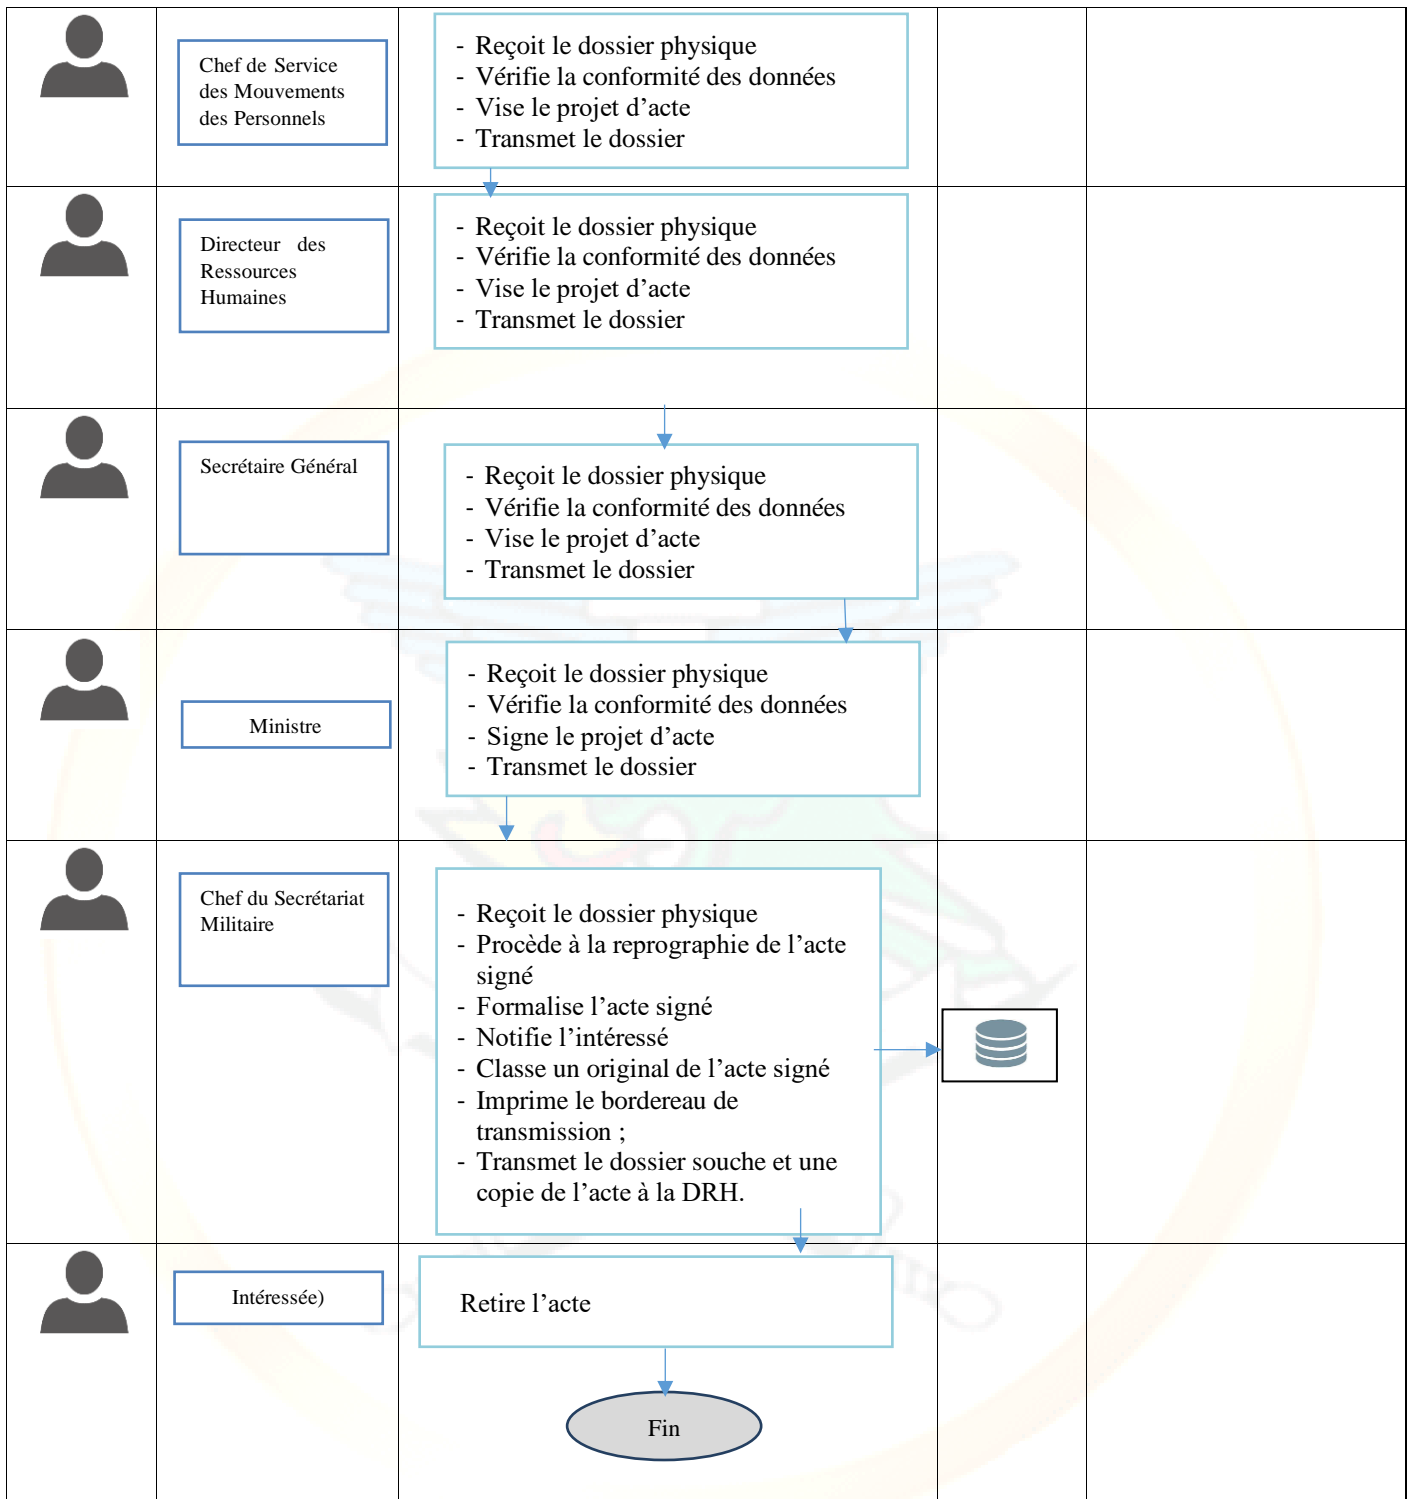 Chef de Service
des Mouvements
des Personnels
- Reçoit le dossier physique
- Vérifie la conformité des données
- Vise le projet d’acte
- Transmet le dossier
Directeur des
Ressources
Humaines
- Reçoit le dossier physique
- Vérifie la conformité des données
- Vise le projet d’acte
- Transmet le dossier
Secrétaire Général
- Reçoit le dossier physique
- Vérifie la conformité des données
- Vise le projet d’acte
- Transmet le dossier
Ministre
- Reçoit le dossier physique
- Vérifie la conformité des données
- Signe le projet d’acte
- Transmet le dossier
Chef du Secrétariat
Militaire
- Reçoit le dossier physique
- Procède à la reprographie de l’acte
signé
- Formalise l’acte signé
- Notifie l’intéressé
- Classe un original de l’acte signé
- Imprime le bordereau de
transmission ;
- Transmet le dossier souche et une
copie de l’acte à la DRH.
Intéressée)
Retire l’acte
Fin